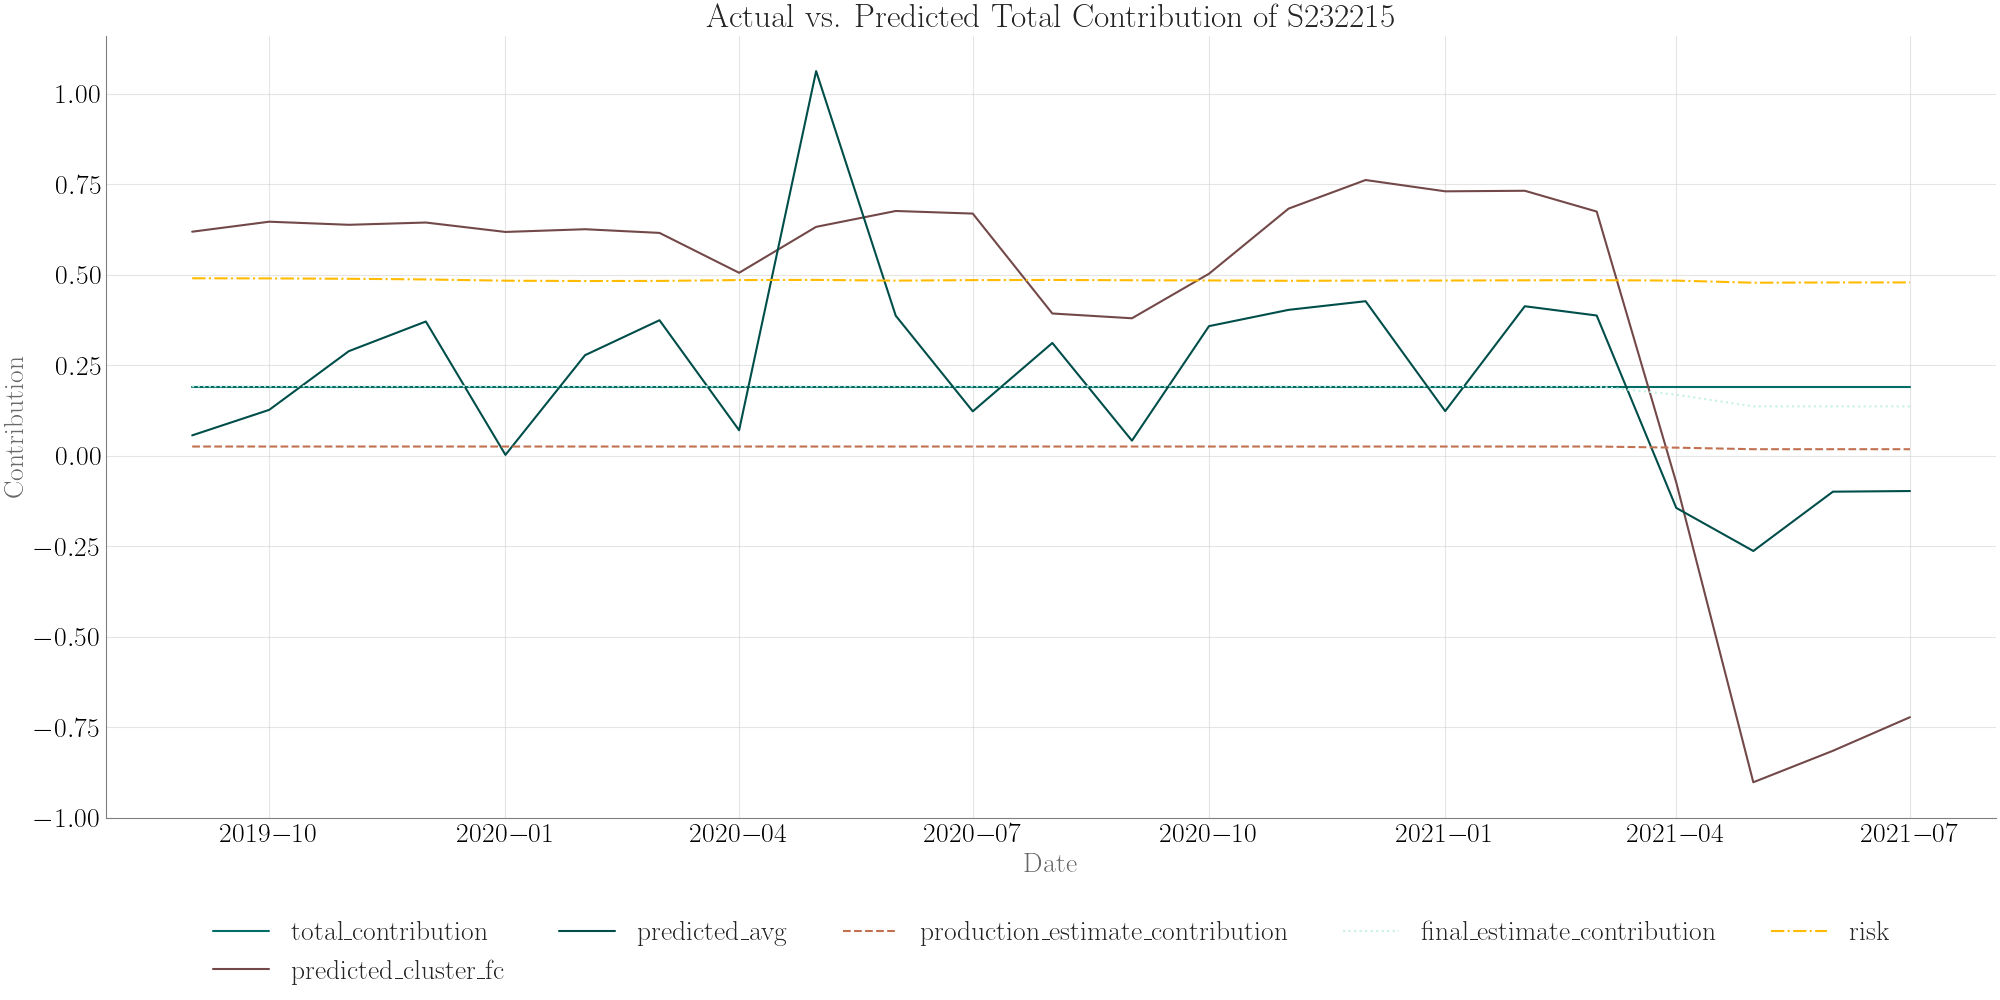 Actual vs. Predicted Total Contribution of S232215
1.00
0.75
0.50
0.25
0.00
−0.25
−0.50
−0.75
−1.00
Contribution
2019−10 2020−01 2020−04 2020−07 2020−10 2021−01 2021−04 2021−07
Date
total_contribution predicted_avg production_estimate_contribution final_estimate_contribution risk
predicted_cluster_fc